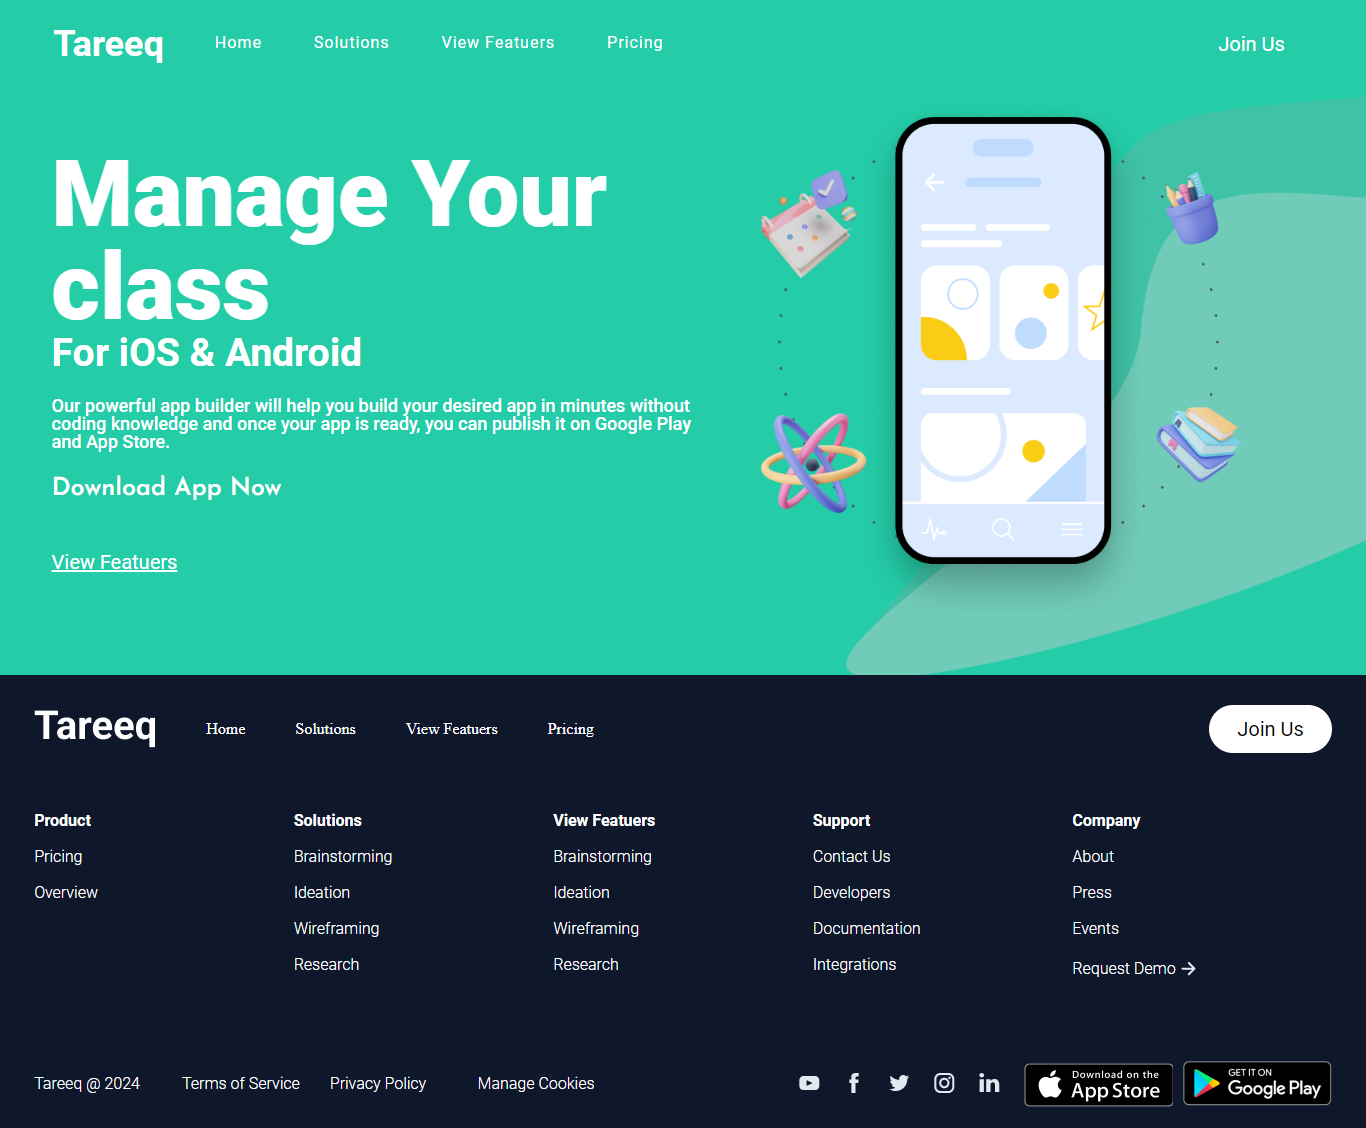 Tareeq
Home
Solutions
View Featuers
Pricing
Join Us
Manage Your
class
For iOS & Android
Our powerful app builder will help you build your desired app in minutes without
coding knowledge and once your app is ready, you can publish it on Google Play
and App Store.
Download App Now
View Featuers
Tareeq
Home
Solutions
View Featuers
Pricing
Join Us
Product
Pricing
Overview
Solutions
Brainstorming
Ideation
Wireframing
Research
View Featuers
Brainstorming
Ideation
Wireframing
Research
Support
Contact Us
Developers
Documentation
Integrations
Company
About
Press
Events
Request Demo
Tareeq @ 2024
Terms of Service
Privacy Policy
Manage Cookies
Download on the
App Store
GET IT ON
Google Play